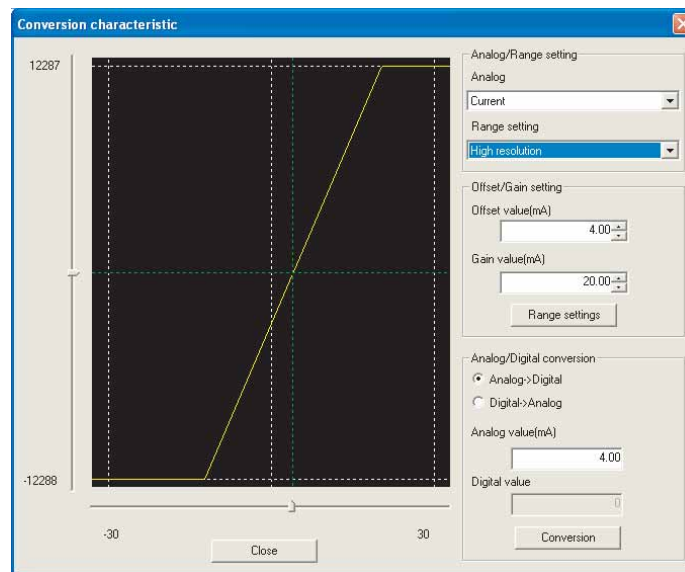 Conversion characteristic
12287
-12288
-30
30
Close
Analog/Range setting
Analog
Current
Range setting
High resolution
Offset/Gain setting
Offset value(mA)
4.00
Gain value(mA)
20.00
Range settings
Analog/Digital conversion
Analog->Digital
Digital->Analog
Analog value(mA)
4.00
Digital value
0
Conversion